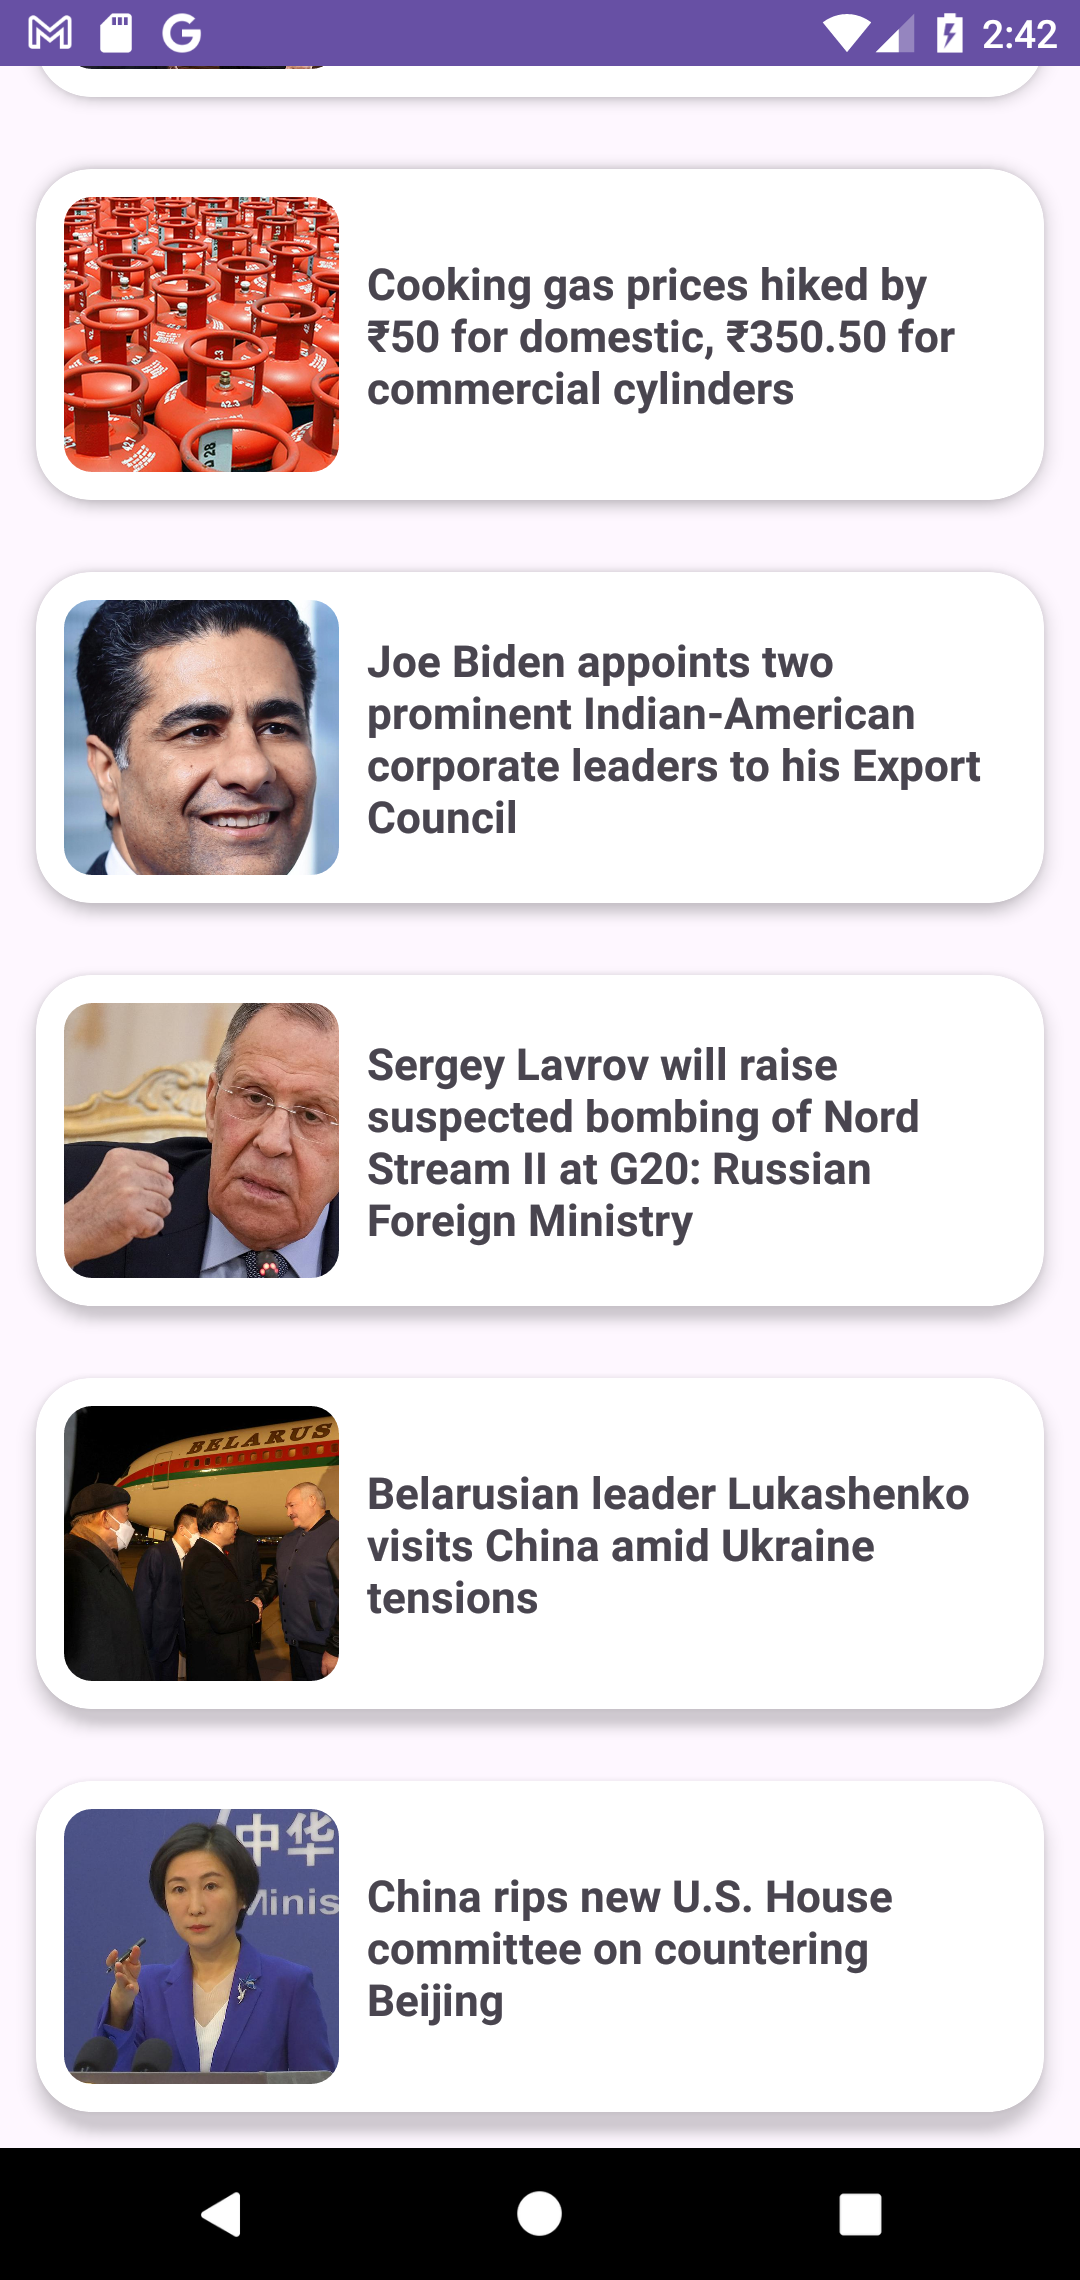 2:42
Cooking gas prices hiked by
₹50 for domestic, ₹350.50 for
commercial cylinders
Joe Biden appoints two
prominent Indian-American
corporate leaders to his Export
Council
Sergey Lavrov will raise
suspected bombing of Nord
Stream II at G20: Russian
Foreign Ministry
BELARUS
Belarusian leader Lukashenko
visits China amid Ukraine
tensions
中华
Minis
China rips new U.S. House
committee on countering
Beijing